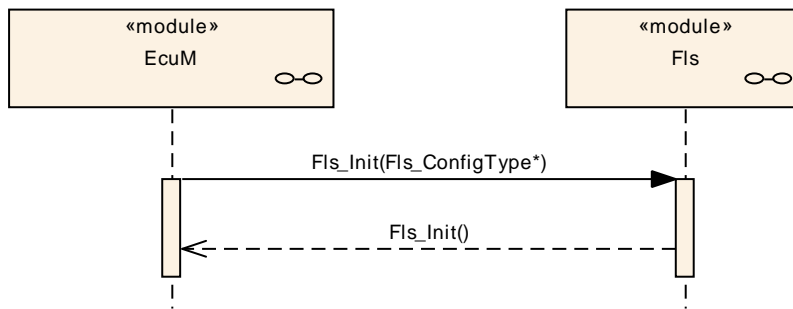 «module»
EcuM
«module»
Fls
Fls_Init(Fls_ConfigType*)
Fls_Init()